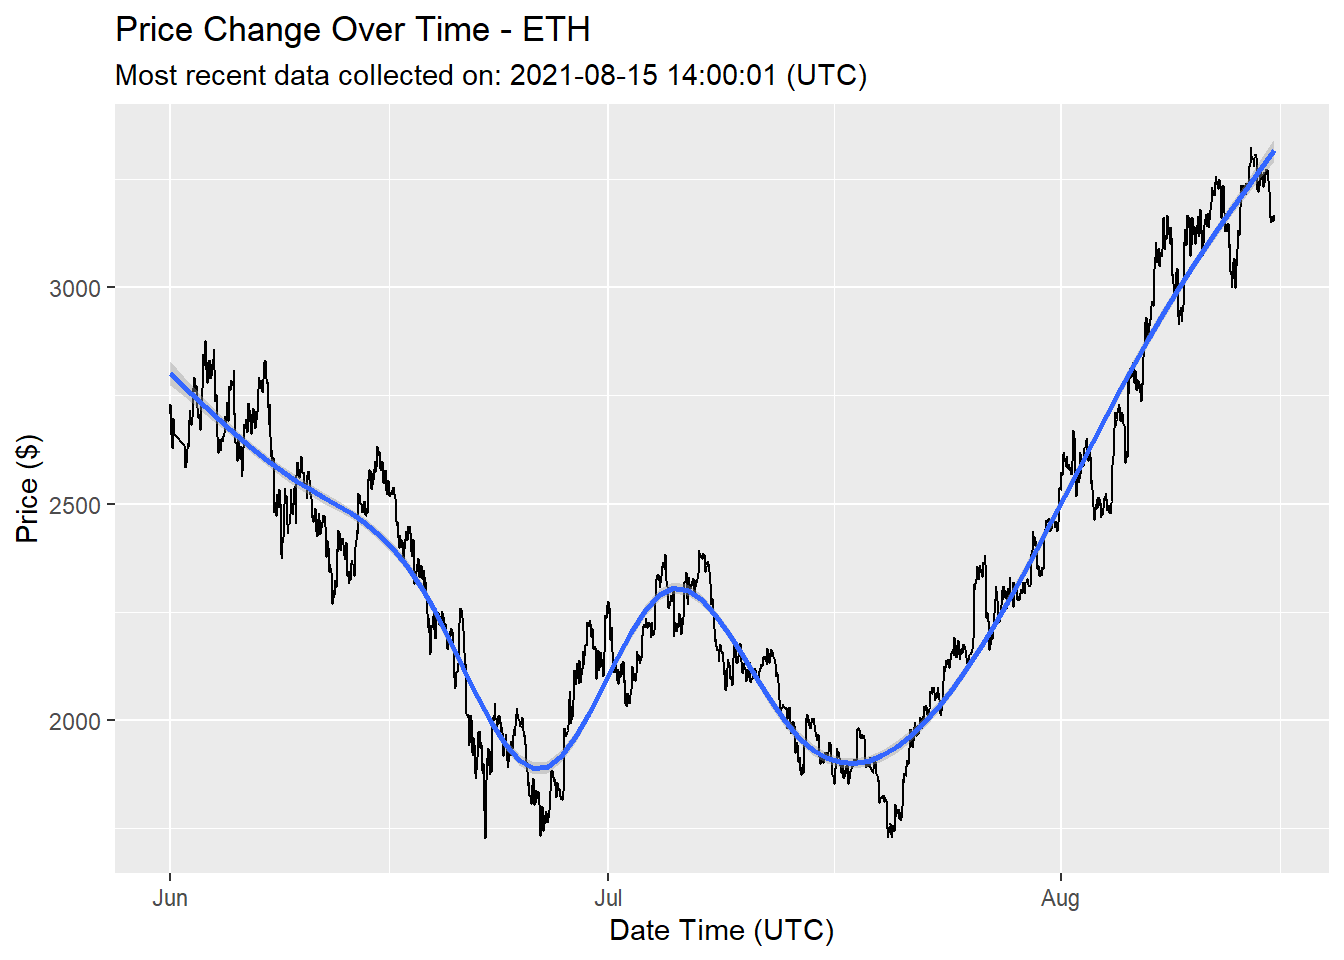 Price Change Over Time - ETH
Most recent data collected on: 2021-08-15 14:00:01 (UTC)
Price ($)
3000
2500
2000
Jun
Jul
Aug
Date Time (UTC)